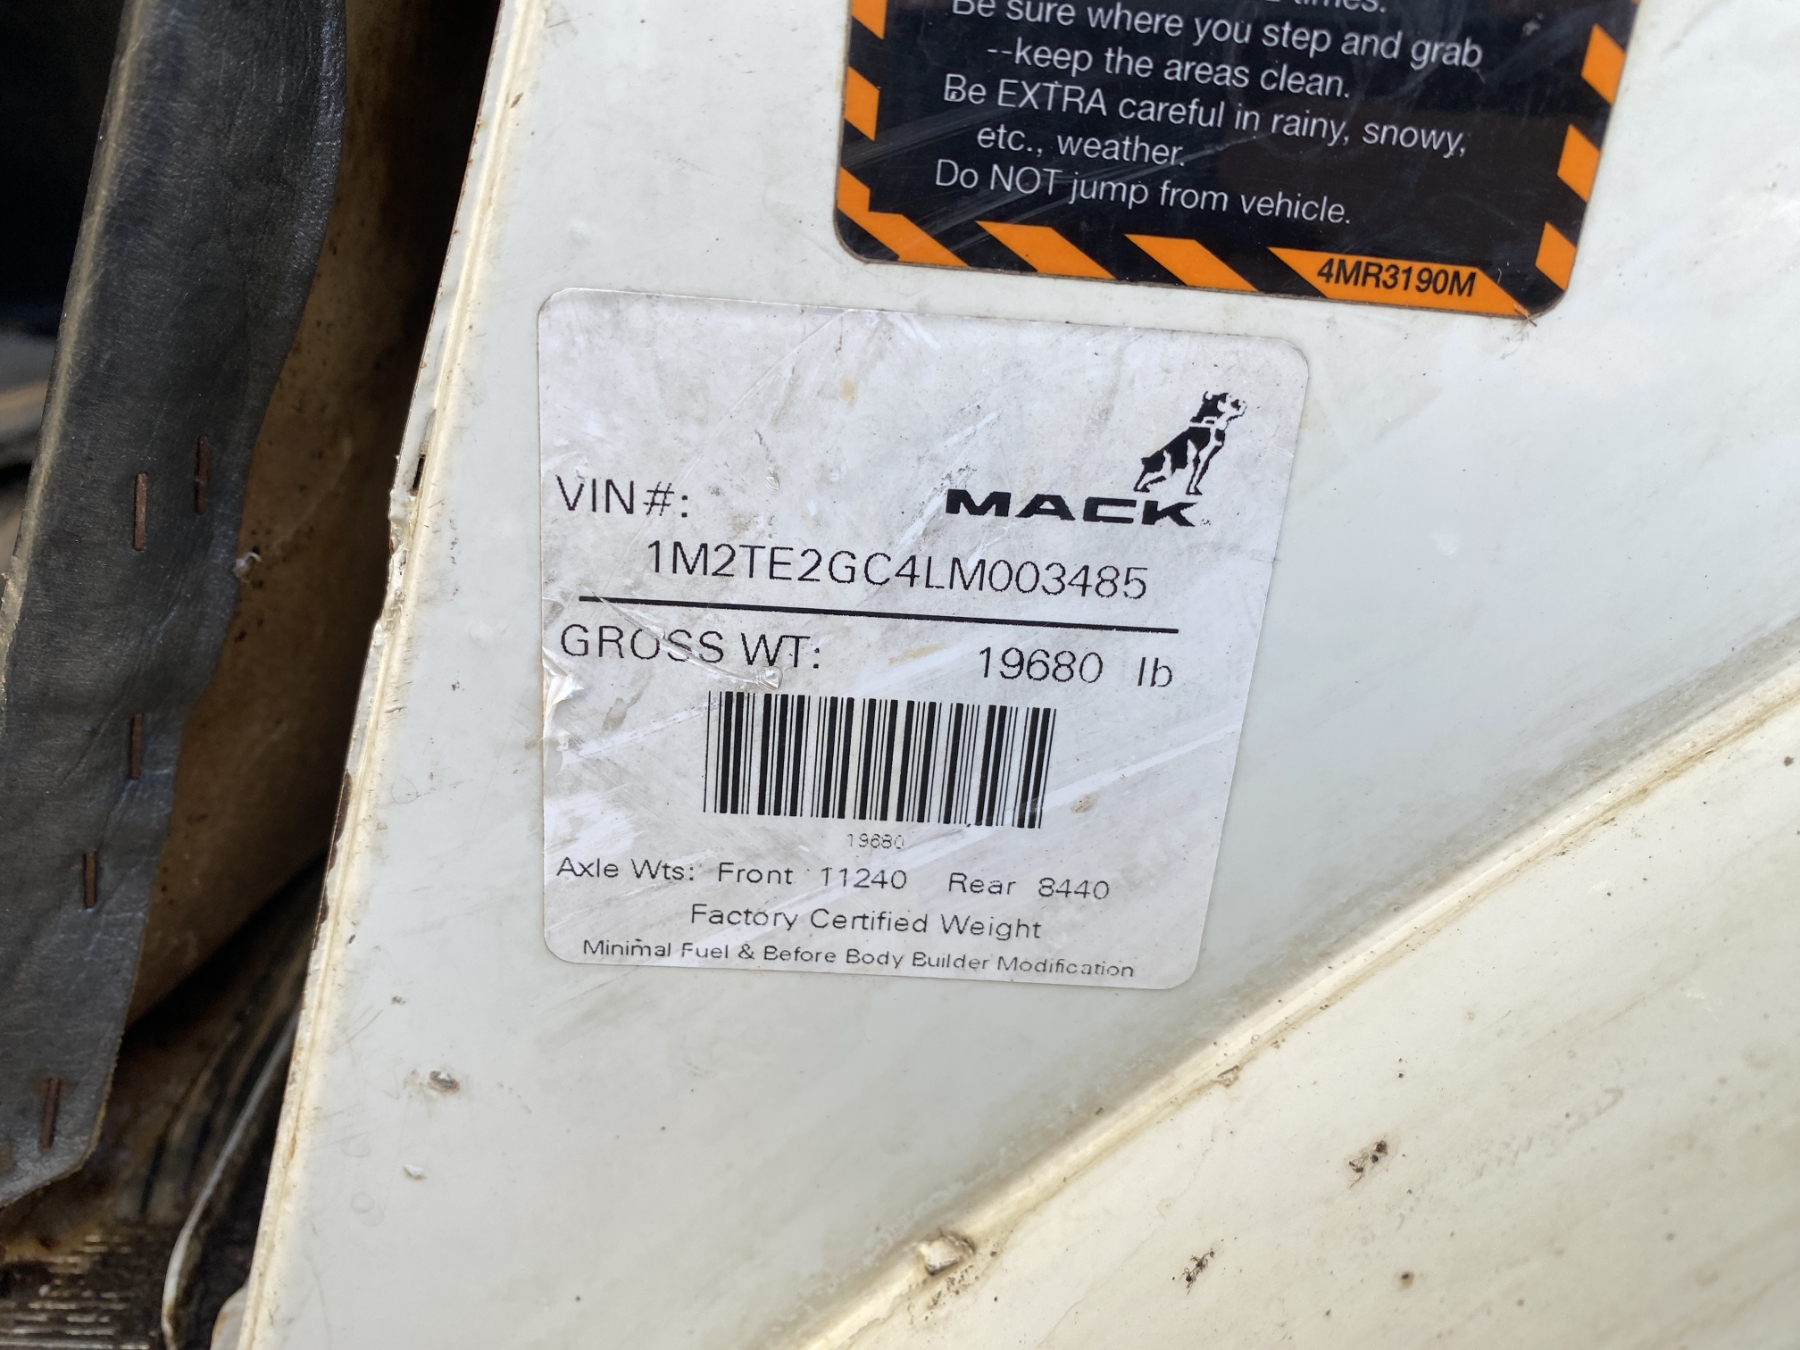 times.
Be sure where you step and grab
--keep the areas clean.
Be EXTRA careful in rainy, snowy,
etc., weather.
Do NOT jump from vehicle.
4MR3190M
MACK
VIN#:
1M2TE2GC4LM003485
GROSS WT: 19680 lb
19680
Axle Wts: Front 11240 Rear 8440
Factory Certified Weight
Minimal Fuel & Before Body Builder Modification